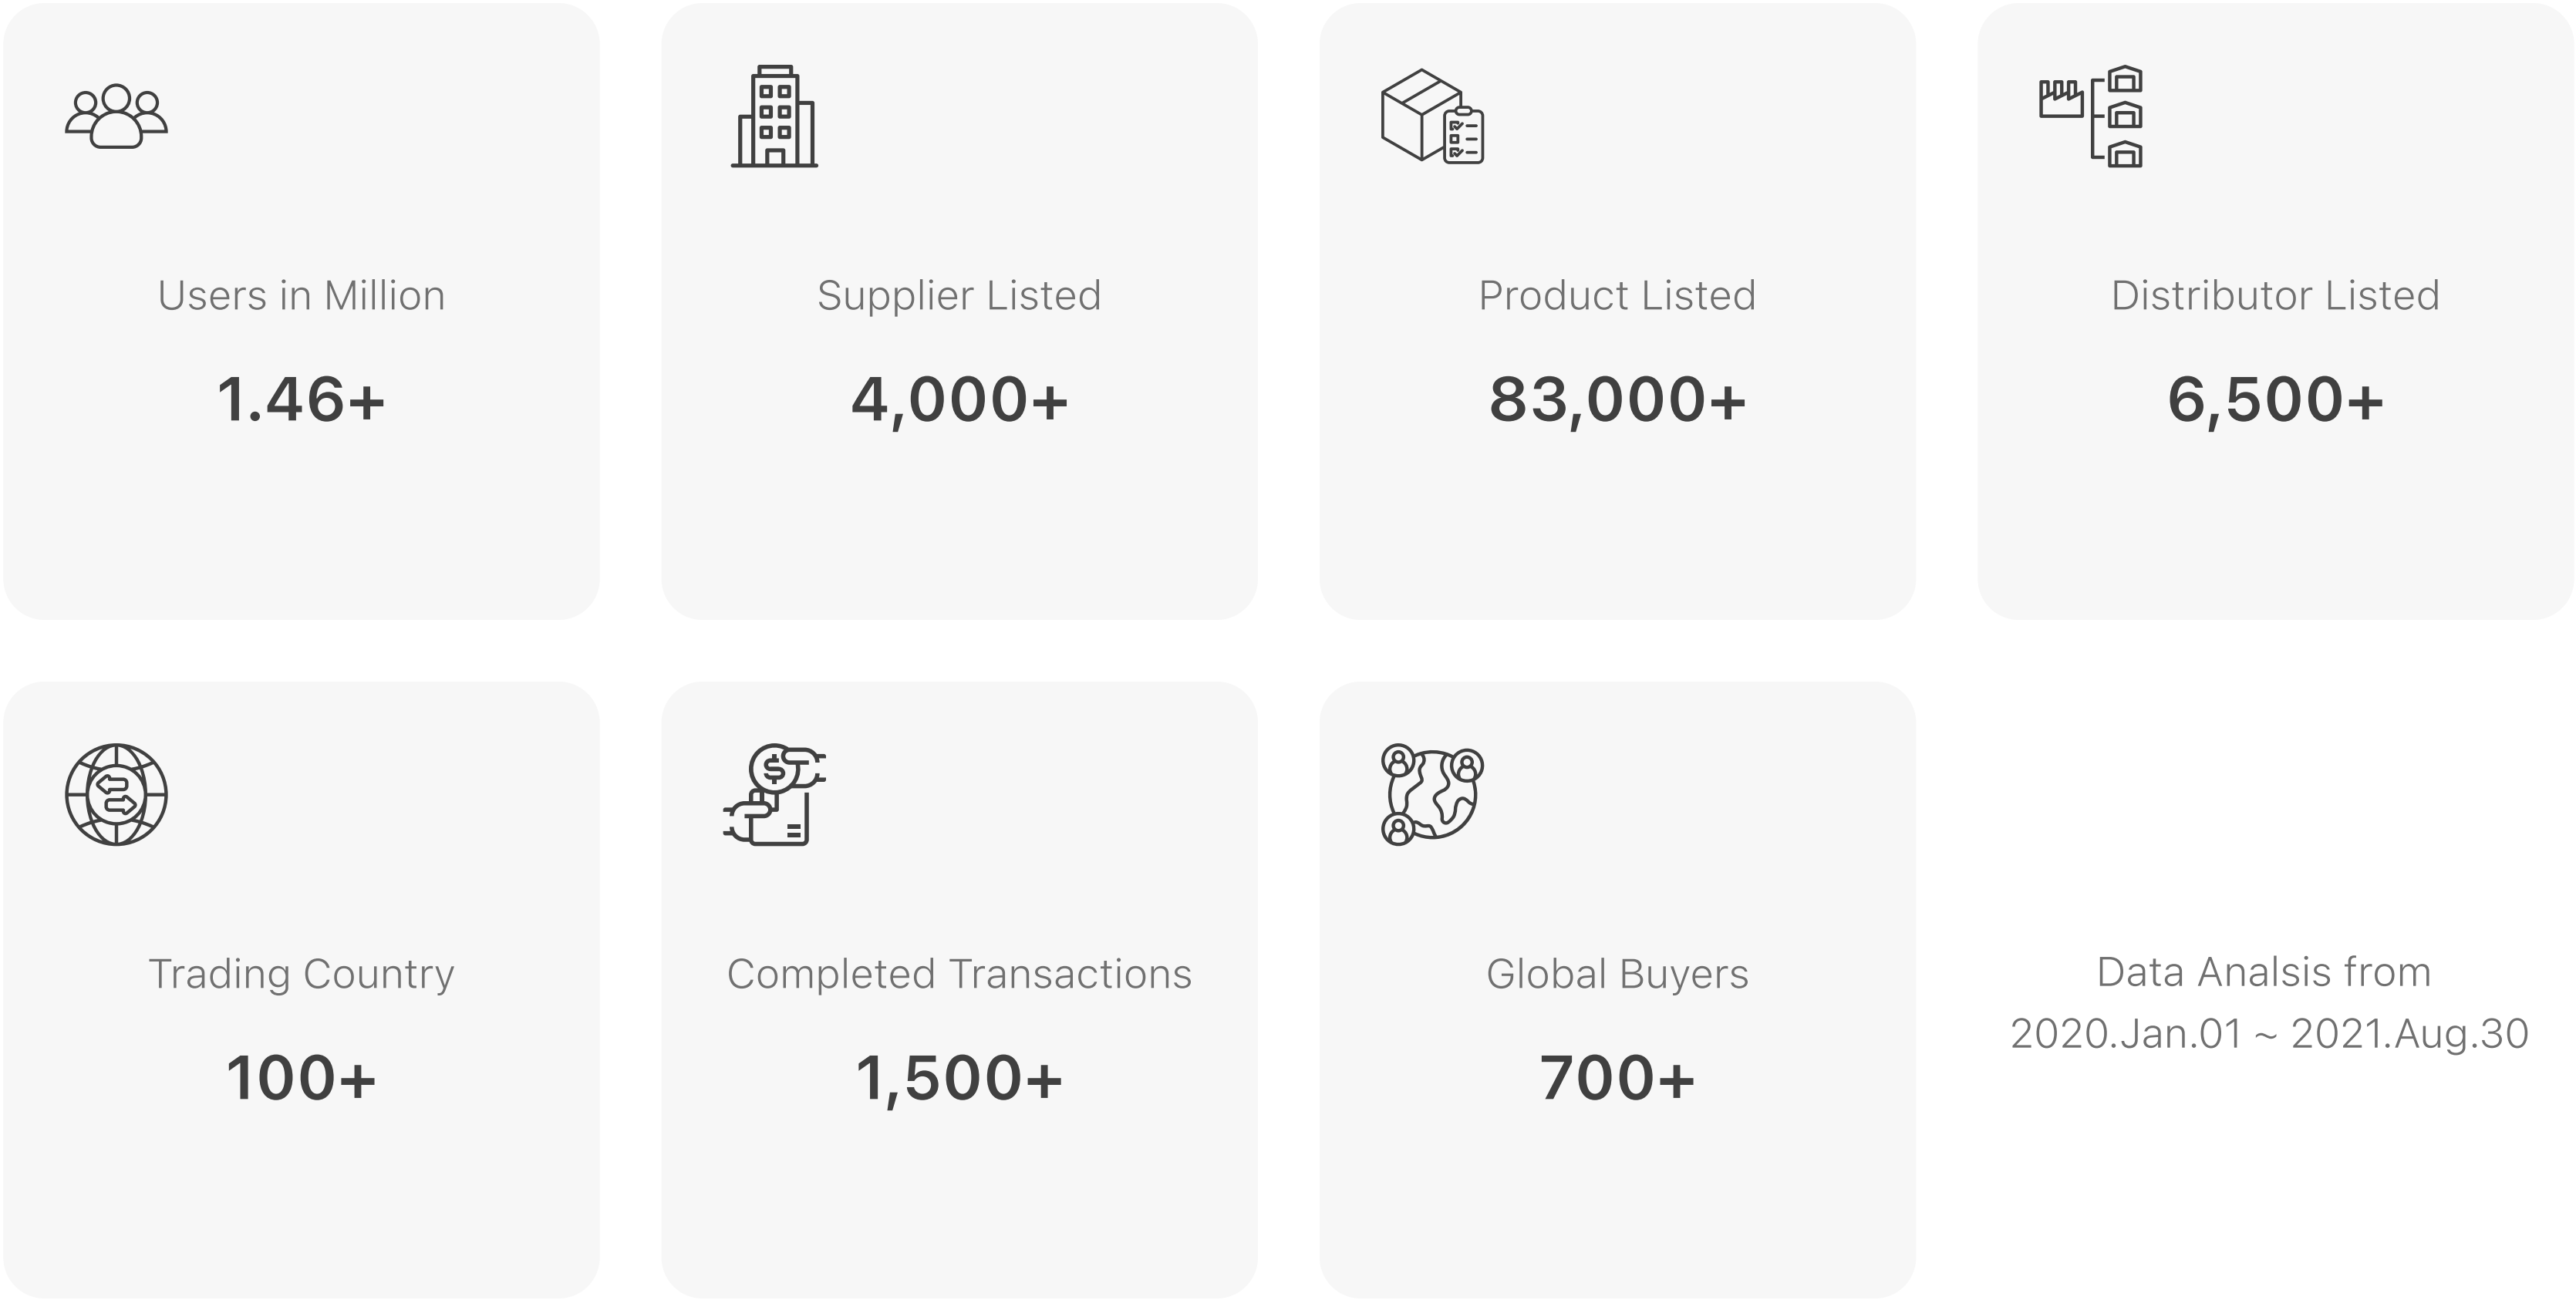 Users in Million
1.46+
Supplier Listed
4,000+
Product Listed
83,000+
Distributor Listed
6,500+
Trading Country
100+
Completed Transactions
1,500+
Global Buyers
700+
Data Analsis from
2020.Jan.01 ~ 2021.Aug.30